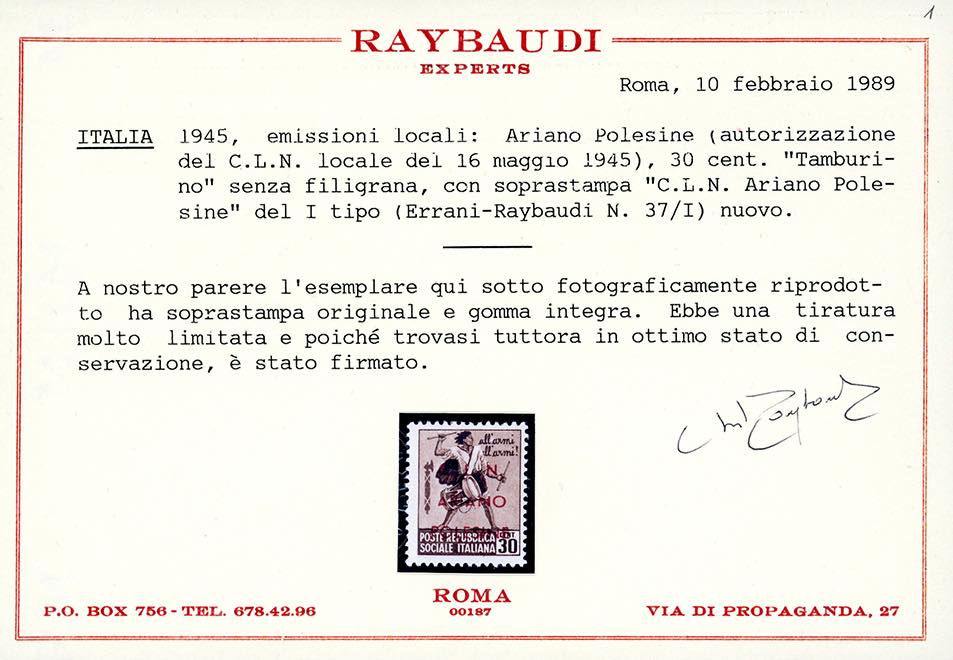 1
RAYBAUDI
EXPERTS
Roma, 10 febbraio 1989
ITALIA 1945, emissioni locali: Ariano Polesine (autorizzazione
del C.L.N. locale del 16 maggio 1945), 30 cent. "Tamburi-
no" senza filigrana, con soprastampa "C.L.N. Ariano Pole-
sine" del I tipo (Errani-Raybaudi N. 37/I) nuovo.
A nostro parere l'esemplare qui sotto fotograficamente riprodot-
to ha soprastampa originale e gomma integra. Ebbe una tiratura
molto limitata e poiché trovasi tuttora in ottimo stato di con-
servazione, è stato firmato.
all'armi
all'armi!
C.L.N.
ARIANO
POLESINE
POSTE REPUBBLICA CENT
SOCIALE ITALIANA 30
ROMA
00187
P.O. BOX 756 - TEL. 678.42.96
VIA DI PROPAGANDA, 27